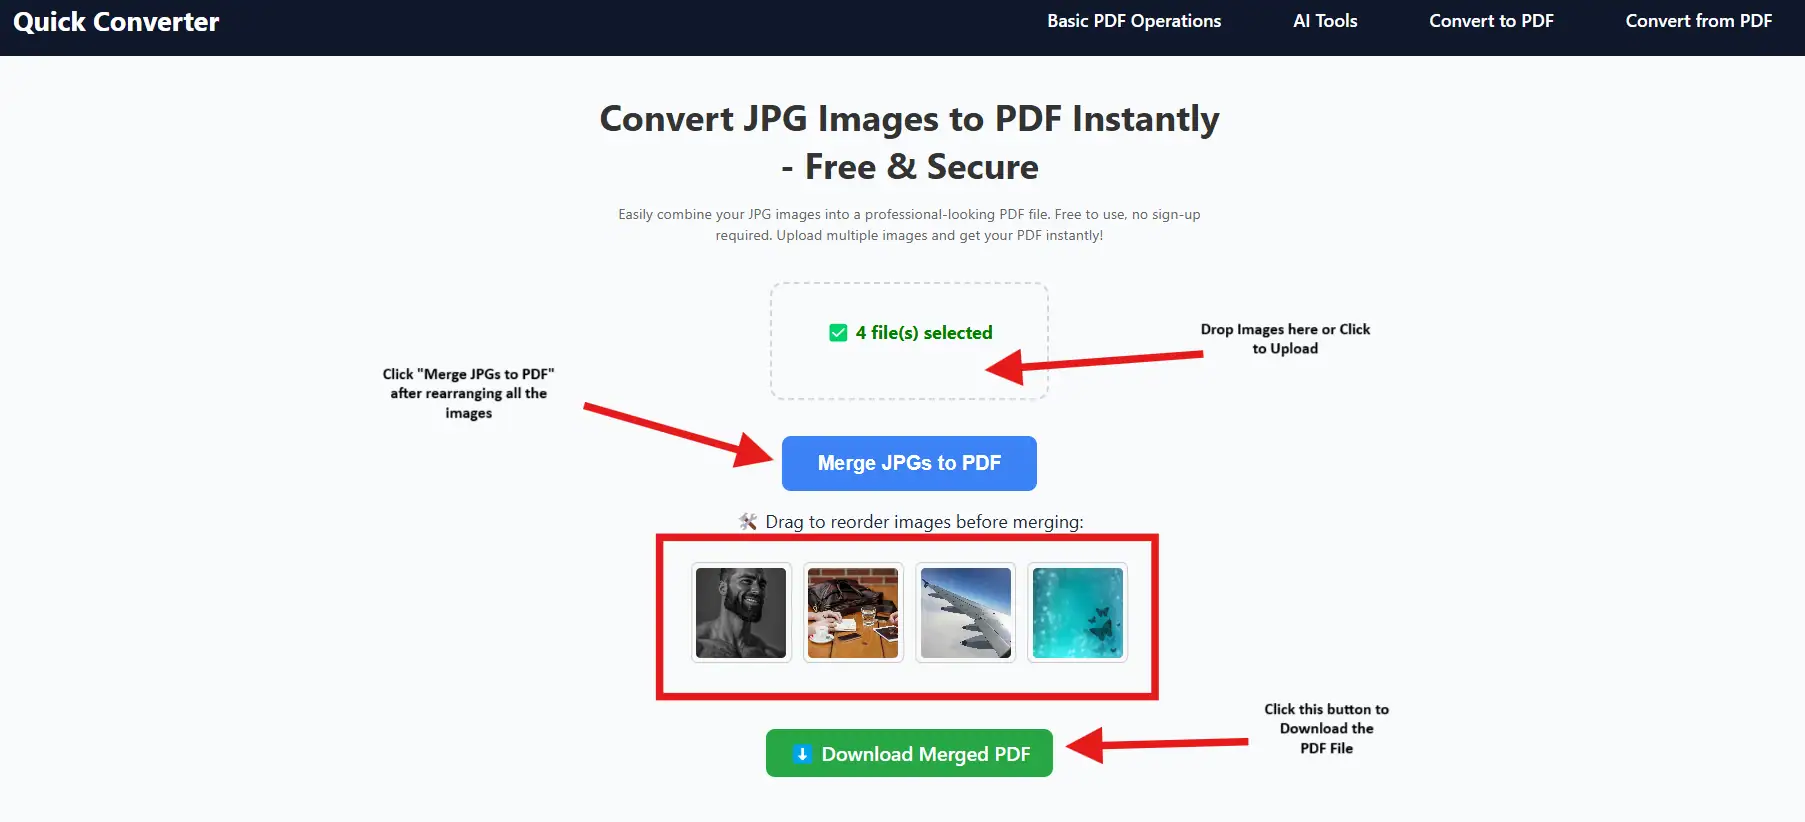 Quick Converter
Basic PDF Operations
AI Tools
Convert to PDF
Convert from PDF
Convert JPG Images to PDF Instantly
- Free & Secure
Easily combine your JPG images into a professional-looking PDF file. Free to use, no sign-up
required. Upload multiple images and get your PDF instantly!
4 file(s) selected
Drop Images here or Click
to Upload
Click "Merge JPGs to PDF"
after rearranging all the
images
Merge JPGs to PDF
Drag to reorder images before merging:
Click this button to
Download the
PDF File
Download Merged PDF